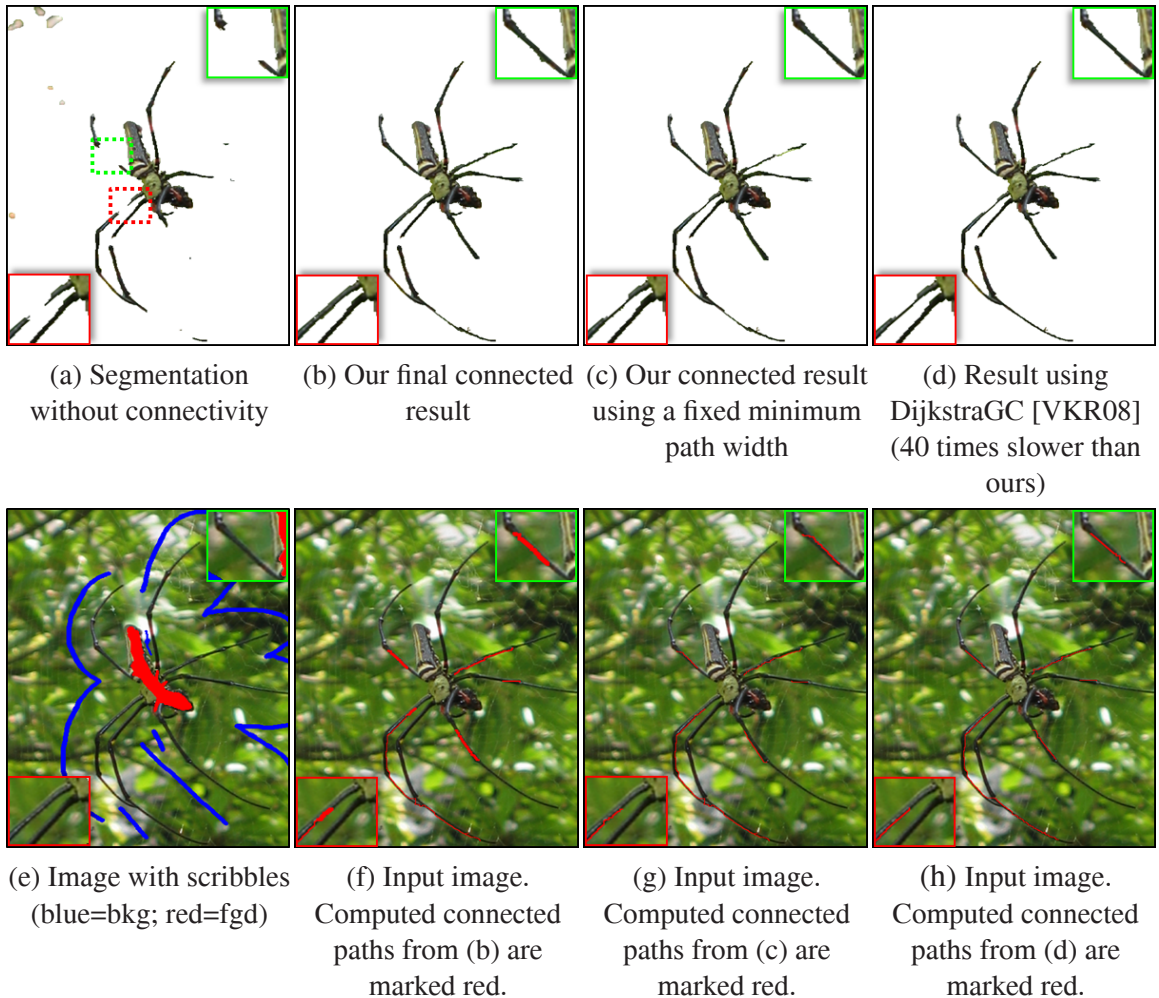 (a) Segmentation
without connectivity
(b) Our final connected
result
(c) Our connected result
using a fixed minimum
path width
(d) Result using
DijkstraGC [VKR08]
(40 times slower than
ours)
(e) Image with scribbles
(blue=bkg; red=fgd)
(f) Input image.
Computed connected
paths from (b) are
marked red.
(g) Input image.
Computed connected
paths from (c) are
marked red.
(h) Input image.
Computed connected
paths from (d) are
marked red.